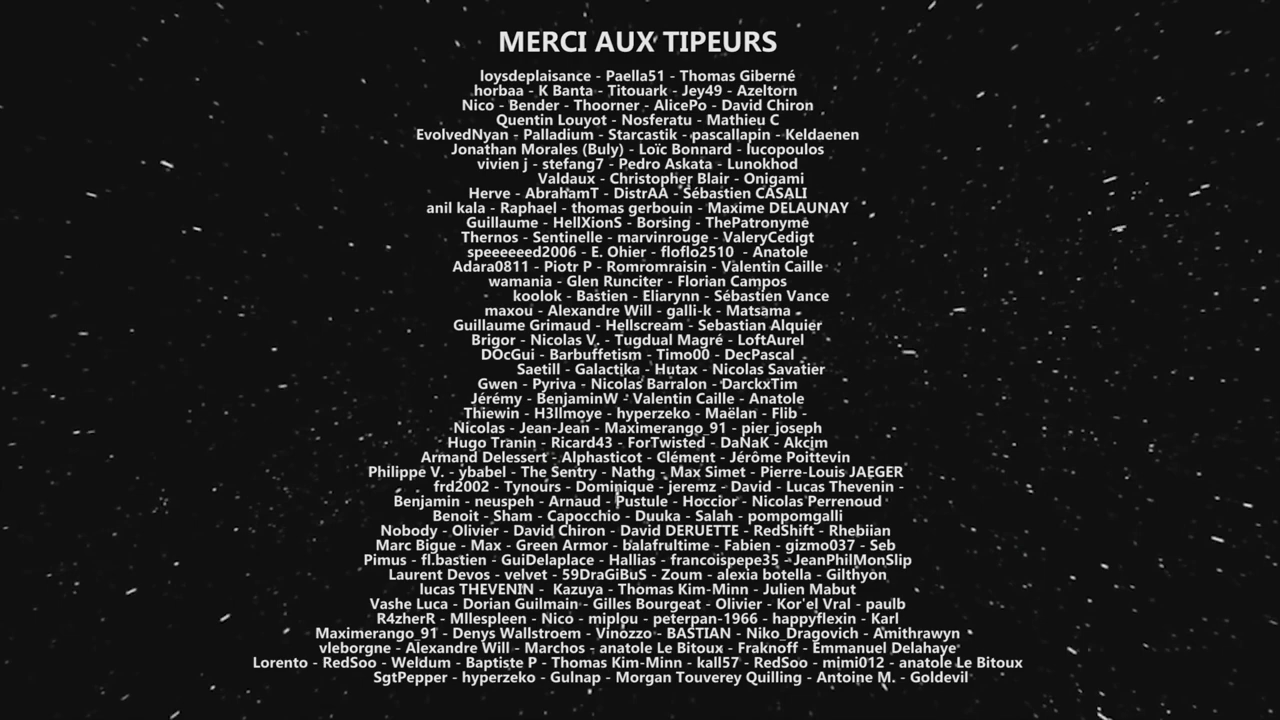 MERCI AUX TIPEURS
loysdeplaisance - Paella51 - Thomas Giberné
horbaa - K Banta - Titouark - Jey49 - Azeltorn
Nico - Bender - Thoorner - AlicePo - David Chiron
Quentin Louyot - Nosferatu - Mathieu C
EvolvedNyan - Palladium - Starcastik - pascallapin - Keldaenen
Jonathan Morales (Buly) - Loïc Bonnard - lucopoulos
vivien j - stefang7 - Pedro Askata - Lunokhod
Valdaux - Christopher Blair - Onigami
Herve - AbrahamT - DistrAA - Sébastien CASALI
anil kala - Raphael - thomas gerbouin - Maxime DELAUNAY
Guillaume - HellXionS - Borsing - ThePatronyme
Thernos - Sentinelle - marvinrouge - ValeryCedigt
speeeeeed2006 - E. Ohier - floflo2510 - Anatole
Adara0811 - Piotr P - Romromraisin - Valentin Caille
wamania - Glen Runciter - Florian Campos
koolok - Bastien - Eliarynn - Sébastien Vance
maxou - Alexandre Will - galli-k - Matsama
Guillaume Grimaud - Hellscream - Sebastian Alquier
Brigor - Nicolas V. - Tugdual Magré - LoftAurel
DOcGui - Barbuffetism - Timo00 - DecPascal
Saetill - Galactika - Hutax - Nicolas Savatier
Gwen - Pyriva - Nicolas Barralon - DarckxTim
Jérémy - BenjaminW - Valentin Caille - Anatole
Thiewin - H3llmoye - hyperzeko - Maëlan - Flib -
Nicolas - Jean-Jean - Maximerango_91 - pier_joseph
Hugo Tranin - Ricard43 - ForTwisted - DaNaK - Akcim
Armand Delessert - Alphasticot - Clément - Jérôme Poittevin
Philippe V. - ybabel - The Sentry - Nathg - Max Simet - Pierre-Louis JAEGER
frd2002 - Tynours - Dominique - jeremz - David - Lucas Thevenin -
Benjamin - neuspeh - Arnaud - Pustule - Hoccior - Nicolas Perrenoud
Benoit - Sham - Capocchio - Duuka - Salah - pompomgalli
Nobody - Olivier - David Chiron - David DERUETTE - RedShift - Rhebiian
Marc Bigue - Max - Green Armor - balafrultime - Fabien - gizmo037 - Seb
Pimus - fl.bastien - GuiDelaplace - Hallias - francoispepe35 - JeanPhilMonSlip
Laurent Devos - velvet - 59DraGiBuS - Zoum - alexia botella - Gilthyon
lucas THEVENIN - Kazuya - Thomas Kim-Minn - Julien Mabut
Vashe Luca - Dorian Guilmain - Gilles Bourgeat - Olivier - Kor'el Vral - paulb
R4zherR - Mllespleen - Nico - miplou - peterpan-1966 - happyflexin - Karl
Maximerango_91 - Denys Wallstroem - Vinozzo - BASTIAN - Niko_Dragovich - Amithrawyn
vleborgne - Alexandre Will - Marchos - anatole Le Bitoux - Fraknoff - Emmanuel Delahaye
Lorento - RedSoo - Weldum - Baptiste P - Thomas Kim-Minn - kall57 - RedSoo - mimi012 - anatole Le Bitoux
SgtPepper - hyperzeko - Gulnap - Morgan Touverey Quilling - Antoine M. - Goldevil